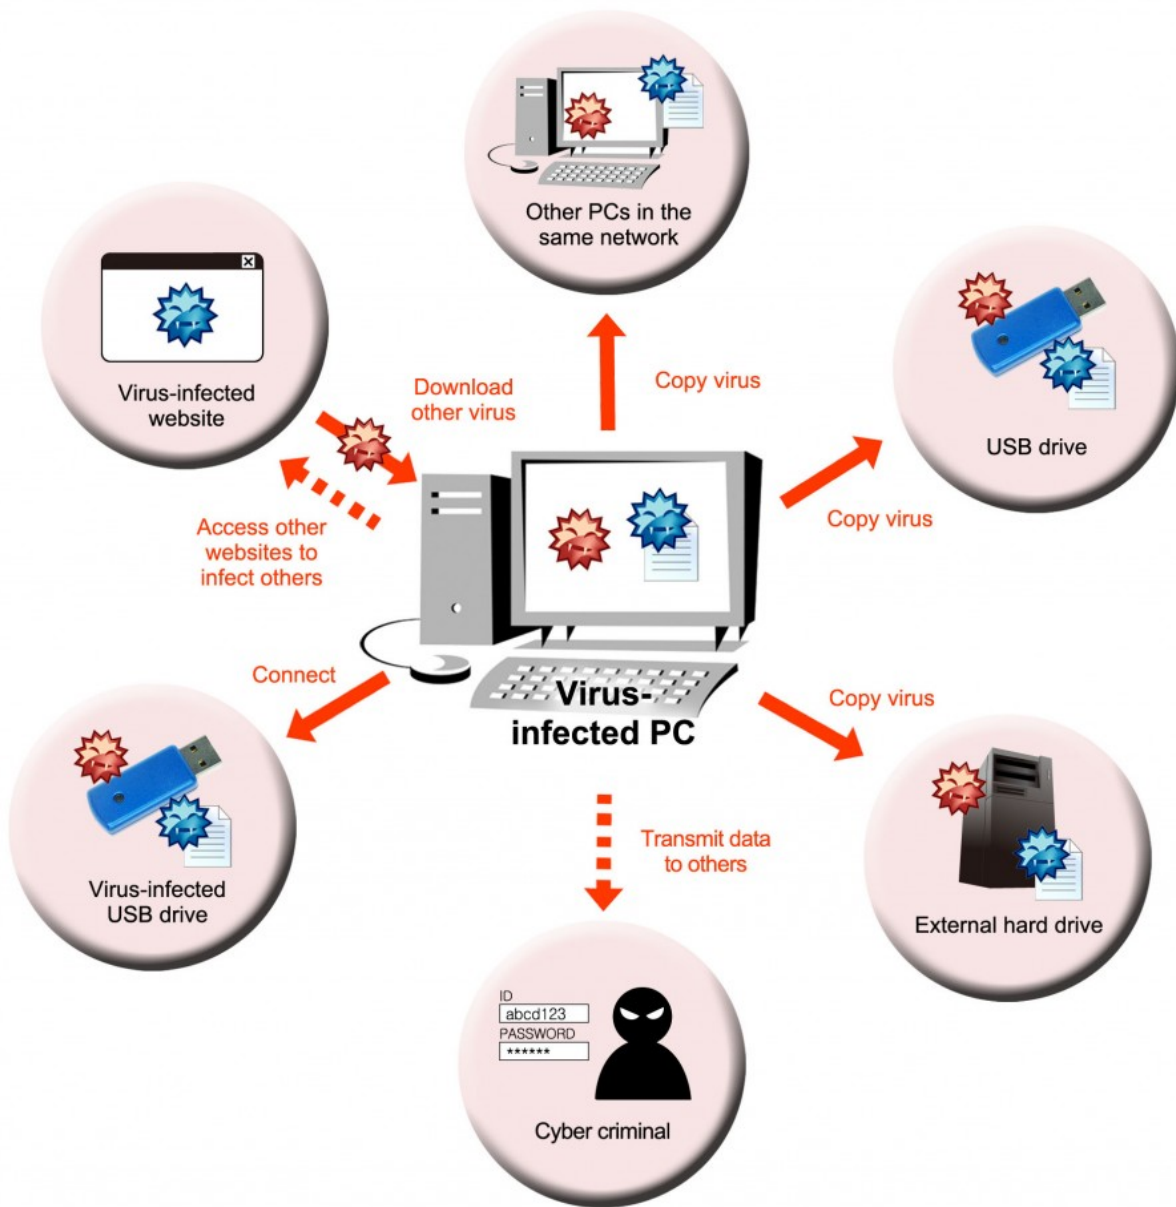 Other PCs in the
same network
Virus-infected
website
Download
other virus
Copy virus
USB drive
Copy virus
Access other
websites to
infect others
Connect
Virus-
infected PC
Copy virus
Virus-infected
USB drive
Transmit data
to others
External hard drive
ID
abcd123
PASSWORD
******
Cyber criminal